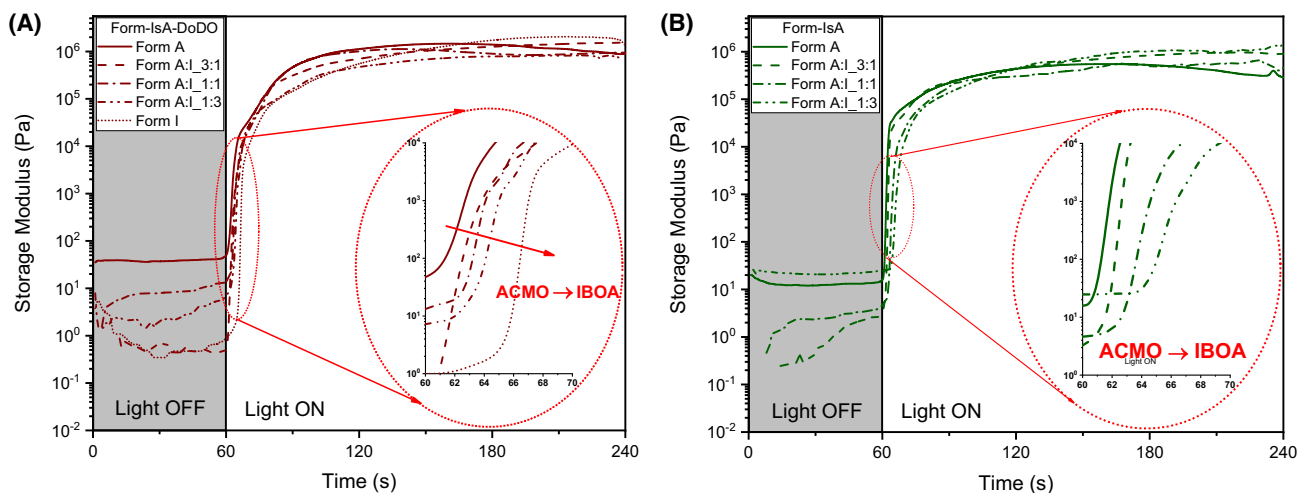 (A)
Form-IsA-DoDO
Form A
Form A:I_3:1
Form A:I_1:1
Form A:I_1:3
Form I
Storage Modulus (Pa)
10^6
10^5
10^4
10^3
10^2
10^1
10^0
10^-1
10^-2
10^4
10^3
10^2
10^1
10^0
60 62 64 66 68 70
ACMO → IBOA
Light OFF
Light ON
0 60 120 180 240
Time (s)
(B)
Form-IsA
Form A
Form A:I_3:1
Form A:I_1:1
Form A:I_1:3
Storage Modulus (Pa)
10^6
10^5
10^4
10^3
10^2
10^1
10^0
10^-1
10^-2
10^4
10^3
10^2
10^1
10^0
60 62 64 66 68 70
ACMO → IBOA
Light ON
Light OFF
Light ON
0 60 120 180 240
Time (s)